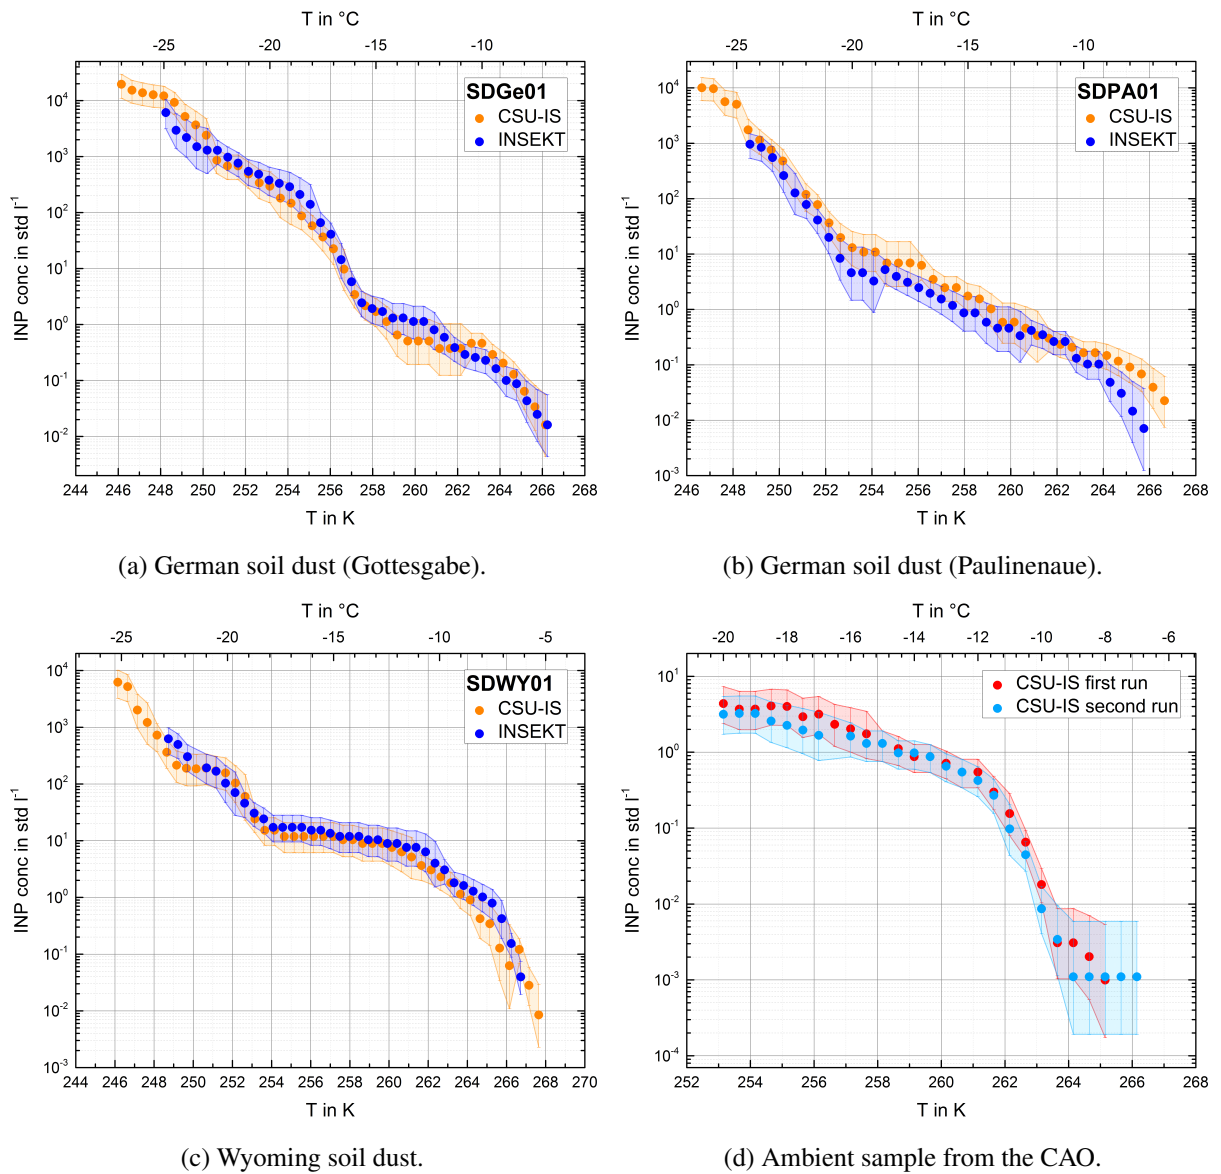 T in °C
-25 -20 -15 -10
SDGe01
CSU-IS
INSEKT
INP conc in std l⁻¹
10⁴
10³
10²
10¹
10⁰
10⁻¹
10⁻²
244 246 248 250 252 254 256 258 260 262 264 266 268
T in K
(a) German soil dust (Gottesgabe).
T in °C
-25 -20 -15 -10
SDPA01
CSU-IS
INSEKT
INP conc in std l⁻¹
10⁴
10³
10²
10¹
10⁰
10⁻¹
10⁻²
10⁻³
246 248 250 252 254 256 258 260 262 264 266 268
T in K
(b) German soil dust (Paulinenaue).
T in °C
-25 -20 -15 -10 -5
SDWY01
CSU-IS
INSEKT
INP conc in std l⁻¹
10⁴
10³
10²
10¹
10⁰
10⁻¹
10⁻²
10⁻³
244 246 248 250 252 254 256 258 260 262 264 266 268 270
T in K
(c) Wyoming soil dust.
T in °C
-20 -18 -16 -14 -12 -10 -8 -6
CSU-IS first run
CSU-IS second run
INP conc in std l⁻¹
10¹
10⁰
10⁻¹
10⁻²
10⁻³
10⁻⁴
252 254 256 258 260 262 264 266 268
T in K
(d) Ambient sample from the CAO.